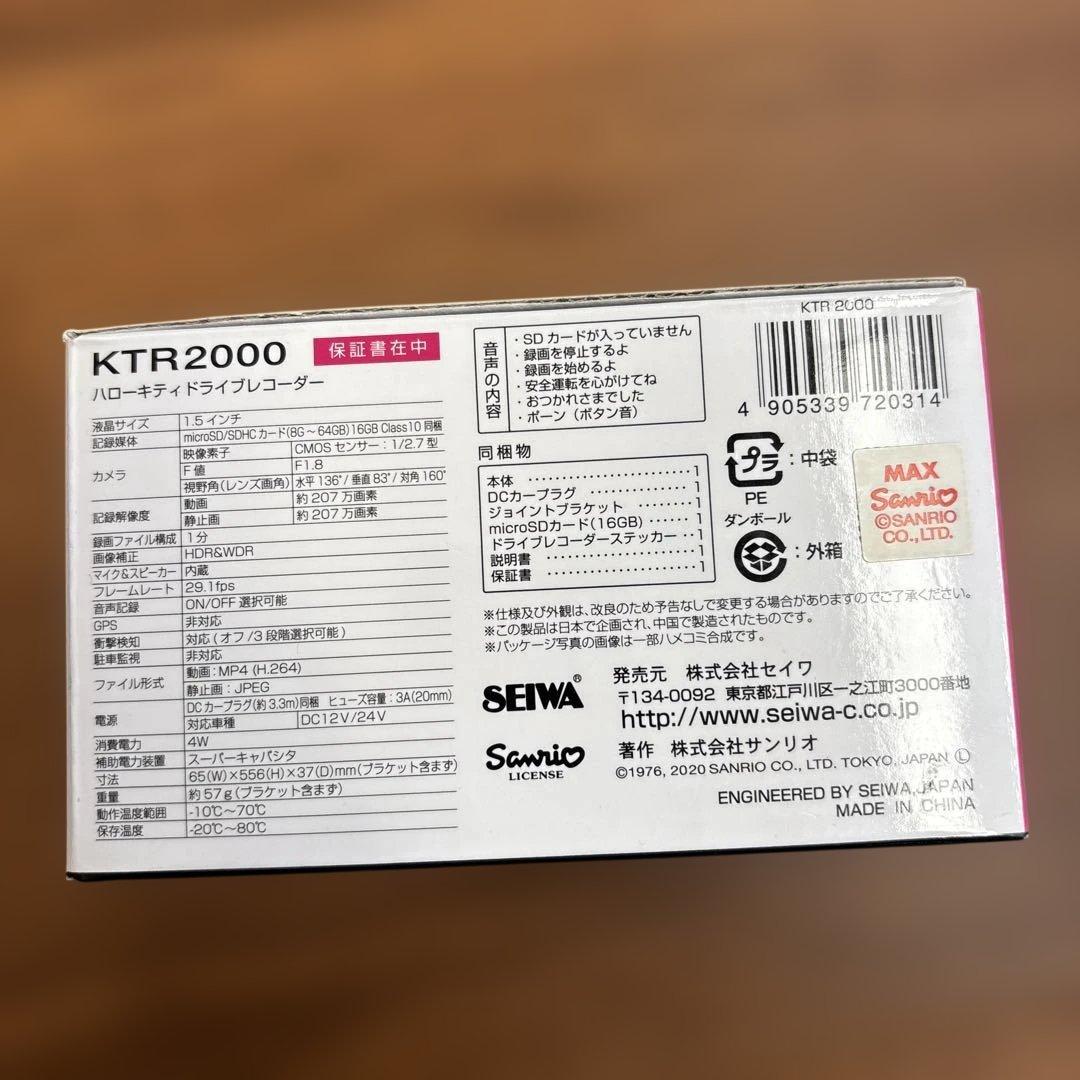 KTR2000 保証書在中
ハローキティドライブレコーダー
液晶サイズ 1.5インチ
記録媒体 microSD/SDHCカード(8G～64GB)16GB Class10同梱
カメラ 映像素子 CMOSセンサー:1/2.7型
F値 F1.8
視野角(レンズ画角) 水平136°/垂直83°/対角160°
記録解像度 動画 約207万画素
静止画 約207万画素
録画ファイル構成 1分
画像補正 HDR&WDR
マイク&スピーカー 内蔵
フレームレート 29.1fps
音声記録 ON/OFF選択可能
GPS 非対応
衝撃検知 対応(オフ/3段階選択可能)
駐車監視 非対応
ファイル形式 動画:MP4(H.264)
静止画:JPEG
電源 DCカープラグ(約3.3m)同梱 ヒューズ容量:3A(20mm)
対応車種 DC12V/24V
消費電力 4W
補助電力装置 スーパーキャパシタ
寸法 65(W)×556(H)×37(D)mm(ブラケット含まず)
重量 約57g(ブラケット含まず)
動作温度範囲 -10℃～70℃
保存温度 -20℃～80℃
音声の内容
・SDカードが入っていません
・録画を停止するよ
・録画を始めるよ
・安全運転を心がけてね
・おつかれさまでした
・ポーン(ボタン音)
同梱物
本体 ‥‥‥‥‥‥‥1
DCカープラグ ‥‥‥‥‥1
ジョイントブラケット ‥‥‥1
microSDカード(16GB) ‥‥‥1
ドライブレコーダーステッカー ‥1
説明書 ‥‥‥‥‥‥1
保証書 ‥‥‥‥‥‥1
KTR 2000
4 905339 720314
プラ :中袋
PE
ダンボール
:外箱
MAX
Sanrio
©SANRIO
CO.,LTD.
※仕様及び外観は、改良のため予告なしで変更する場合がありますのでご了承ください。
※この製品は日本で企画され、中国で製造されたものです。
※パッケージ写真の画像は一部ハメコミ合成です。
SEIWA® 発売元 株式会社セイワ
〒134-0092 東京都江戸川区一之江町3000番地
http://www.seiwa-c.co.jp
Sanrio
LICENSE
著作 株式会社サンリオ
©1976, 2020 SANRIO CO., LTD. TOKYO, JAPAN Ⓛ
ENGINEERED BY SEIWA,JAPAN
MADE IN CHINA